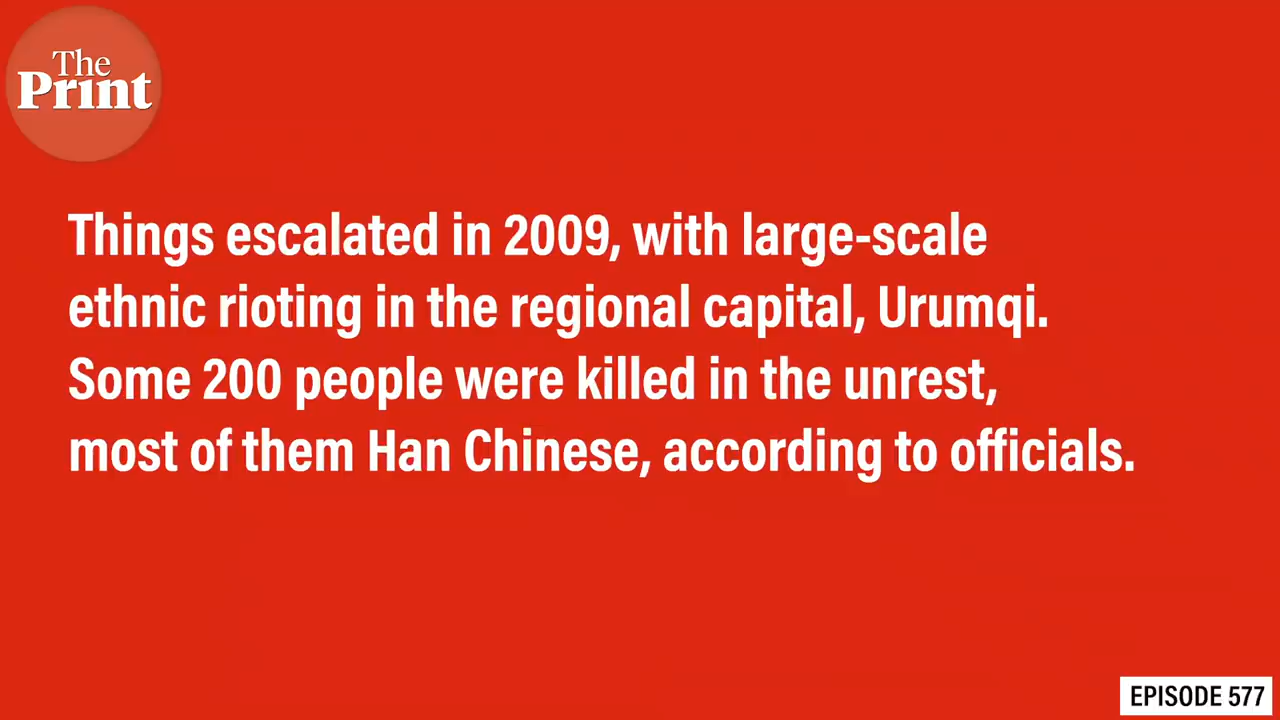 The
Print
Things escalated in 2009, with large-scale
ethnic rioting in the regional capital, Urumqi.
Some 200 people were killed in the unrest,
most of them Han Chinese, according to officials.
EPISODE 577